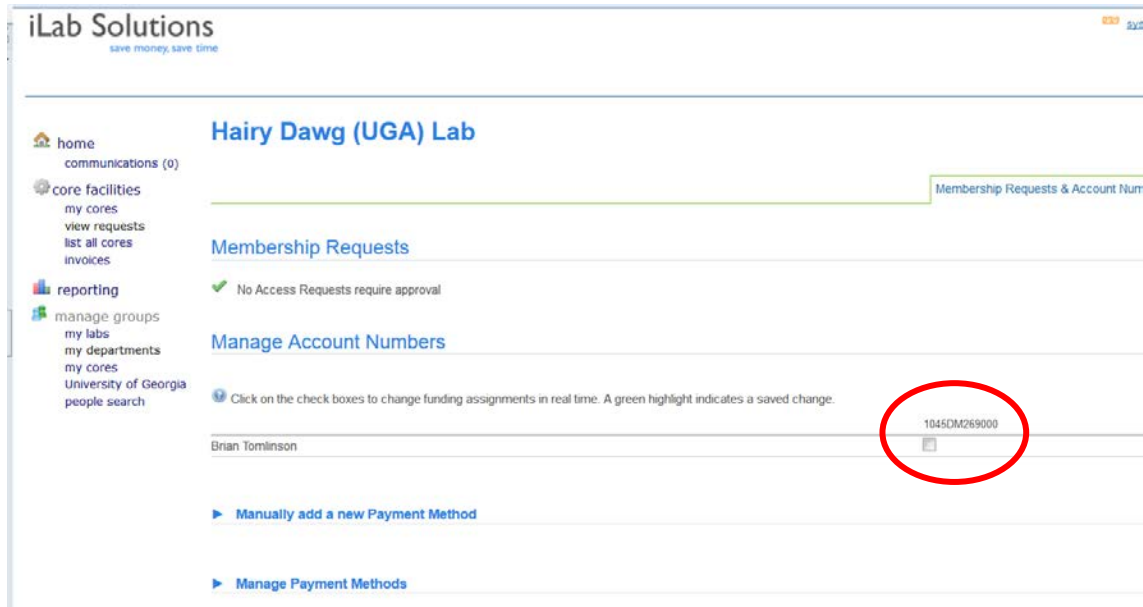 iLab Solutions
save money, save time
Hairy Dawg (UGA) Lab
home
communications (0)
core facilities
my cores
view requests
list all cores
invoices
reporting
manage groups
my labs
my departments
my cores
University of Georgia
people search
Membership Requests & Account Num
Membership Requests
No Access Requests require approval
Manage Account Numbers
Click on the check boxes to change funding assignments in real time. A green highlight indicates a saved change.
1045DM269000
Brian Tomlinson
Manually add a new Payment Method
Manage Payment Methods